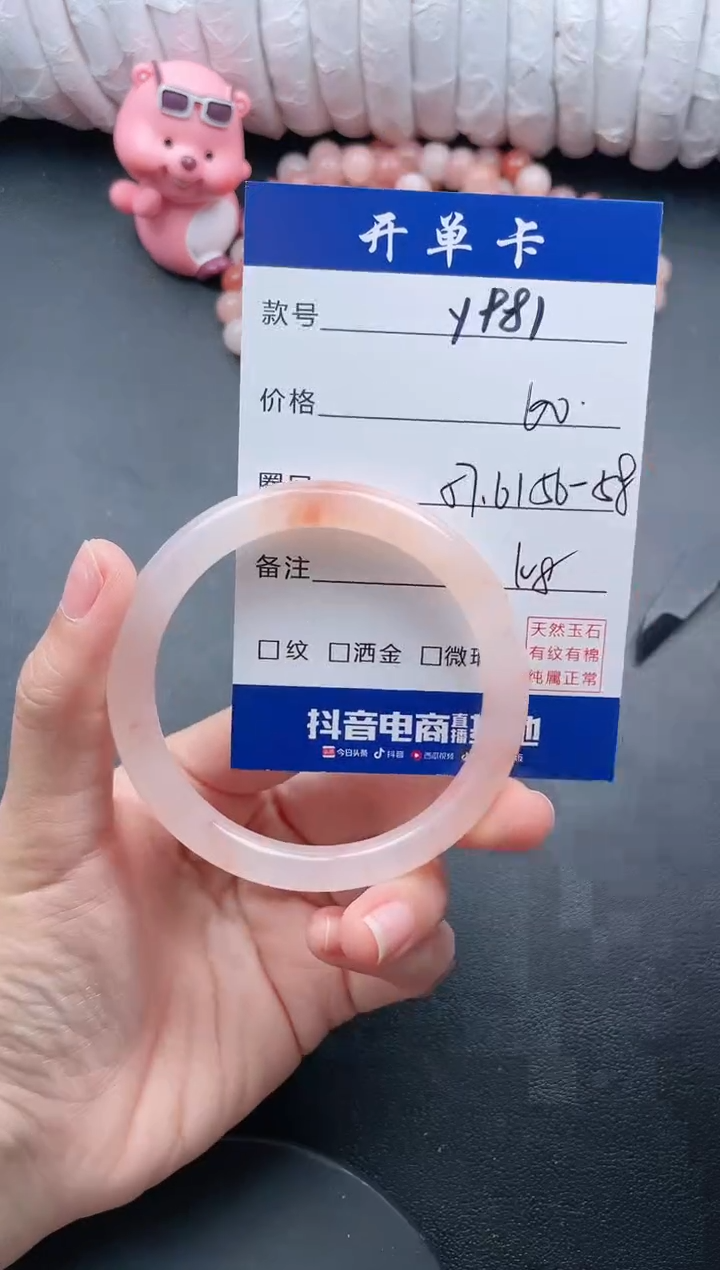 开单卡
款号 YP81
价格
圈口 57.6/56-58
备注
□纹 □洒金 □微瑕
天然玉石
有纹有棉
纯属正常
抖音电商直播基地
今日头条 抖音 西瓜视频